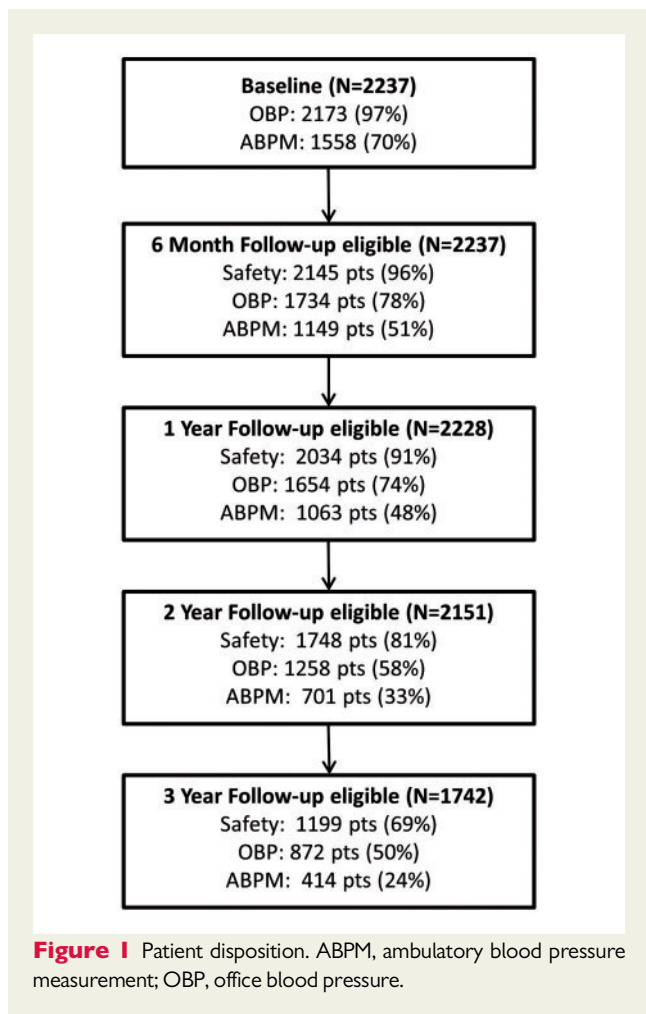 Baseline (N=2237)
OBP: 2173 (97%)
ABPM: 1558 (70%)
6 Month Follow-up eligible (N=2237)
Safety: 2145 pts (96%)
OBP: 1734 pts (78%)
ABPM: 1149 pts (51%)
1 Year Follow-up eligible (N=2228)
Safety: 2034 pts (91%)
OBP: 1654 pts (74%)
ABPM: 1063 pts (48%)
2 Year Follow-up eligible (N=2151)
Safety: 1748 pts (81%)
OBP: 1258 pts (58%)
ABPM: 701 pts (33%)
3 Year Follow-up eligible (N=1742)
Safety: 1199 pts (69%)
OBP: 872 pts (50%)
ABPM: 414 pts (24%)
Figure 1 Patient disposition. ABPM, ambulatory blood pressure
measurement; OBP, office blood pressure.